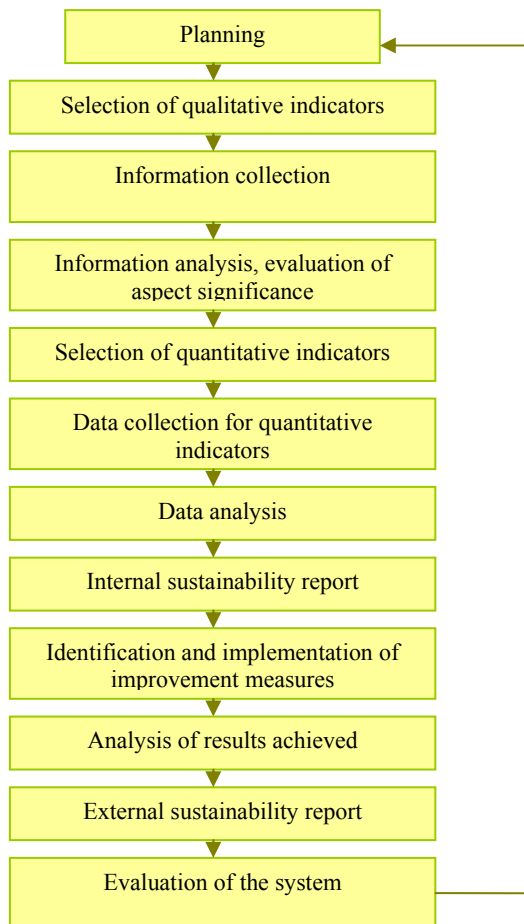 Planning
Selection of qualitative indicators
Information collection
Information analysis, evaluation of
aspect significance
Selection of quantitative indicators
Data collection for quantitative
indicators
Data analysis
Internal sustainability report
Identification and implementation of
improvement measures
Analysis of results achieved
External sustainability report
Evaluation of the system